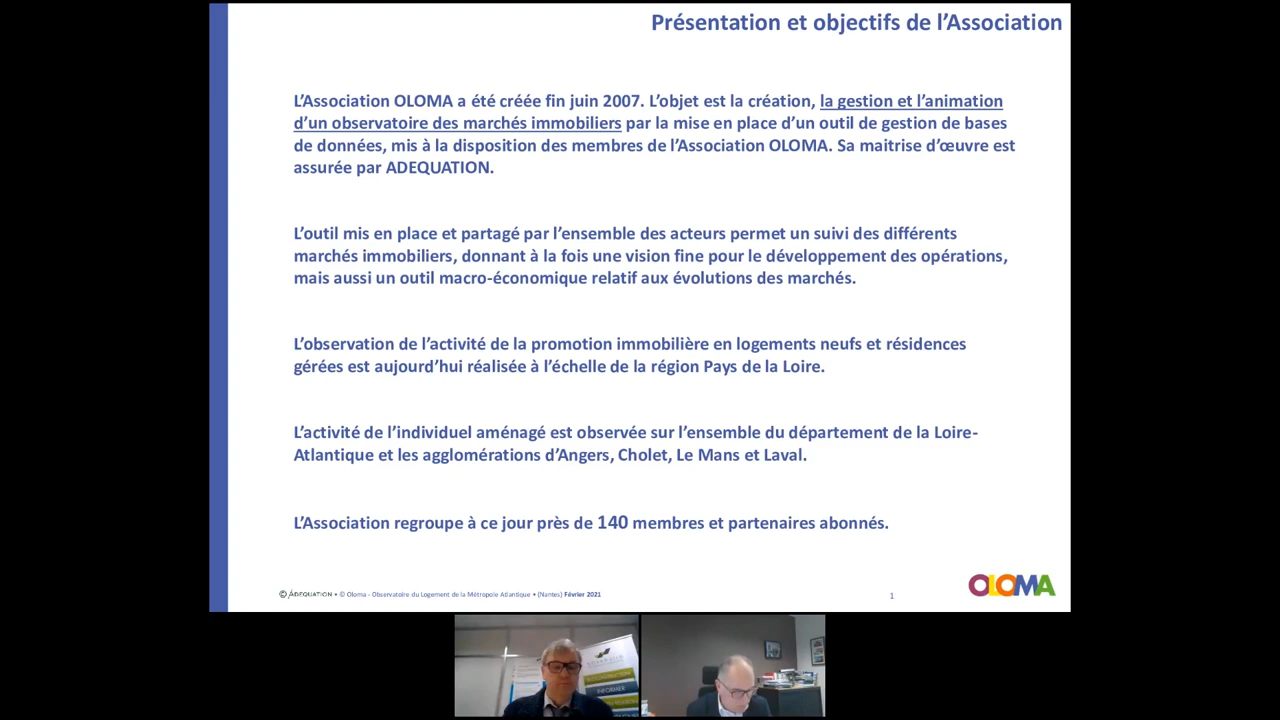 Présentation et objectifs de l’Association
L’Association OLOMA a été créée fin juin 2007. L’objet est la création, la gestion et l’animation
d’un observatoire des marchés immobiliers par la mise en place d’un outil de gestion de bases
de données, mis à la disposition des membres de l’Association OLOMA. Sa maitrise d’œuvre est
assurée par ADEQUATION.
L’outil mis en place et partagé par l’ensemble des acteurs permet un suivi des différents
marchés immobiliers, donnant à la fois une vision fine pour le développement des opérations,
mais aussi un outil macro-économique relatif aux évolutions des marchés.
L’observation de l’activité de la promotion immobilière en logements neufs et résidences
gérées est aujourd’hui réalisée à l’échelle de la région Pays de la Loire.
L’activité de l’individuel aménagé est observée sur l’ensemble du département de la Loire-
Atlantique et les agglomérations d’Angers, Cholet, Le Mans et Laval.
L’Association regroupe à ce jour près de 140 membres et partenaires abonnés.
© ADEQUATION • © Oloma - Observatoire du Logement de la Métropole Atlantique • (Nantes) Février 2021
1
OLOMA
INFORMER